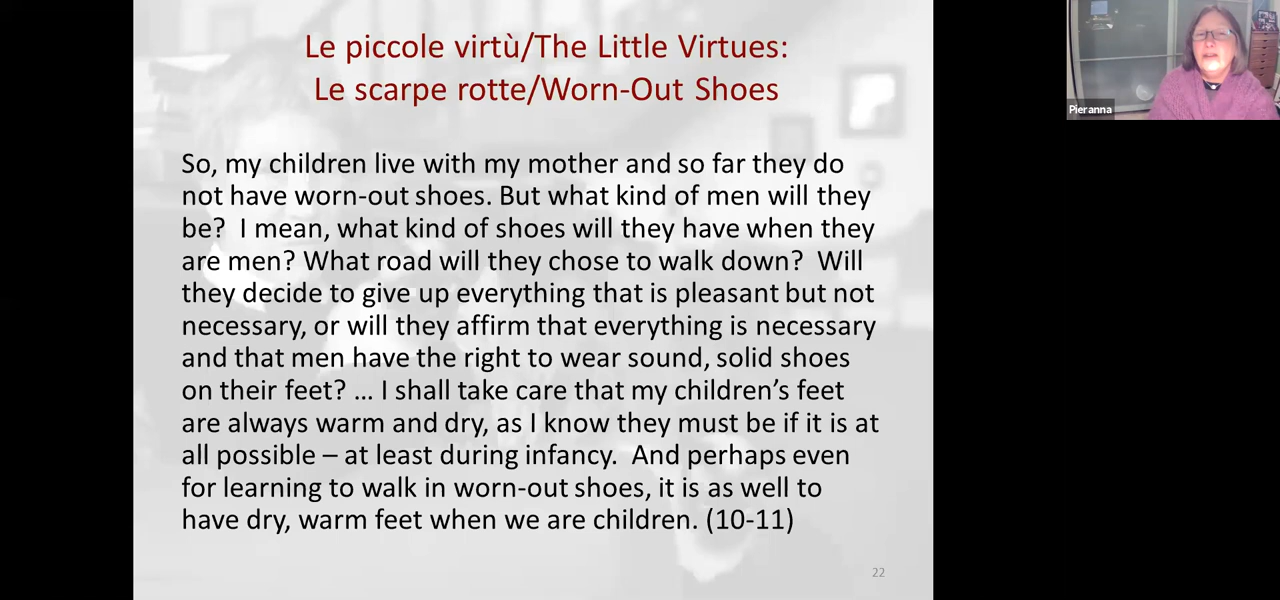 Le piccole virtù/The Little Virtues:
Le scarpe rotte/Worn-Out Shoes
So, my children live with my mother and so far they do
not have worn-out shoes. But what kind of men will they
be?  I mean, what kind of shoes will they have when they
are men? What road will they chose to walk down?  Will
they decide to give up everything that is pleasant but not
necessary, or will they affirm that everything is necessary
and that men have the right to wear sound, solid shoes
on their feet? ... I shall take care that my children’s feet
are always warm and dry, as I know they must be if it is at
all possible – at least during infancy.  And perhaps even
for learning to walk in worn-out shoes, it is as well to
have dry, warm feet when we are children. (10-11)
22
Pieranna